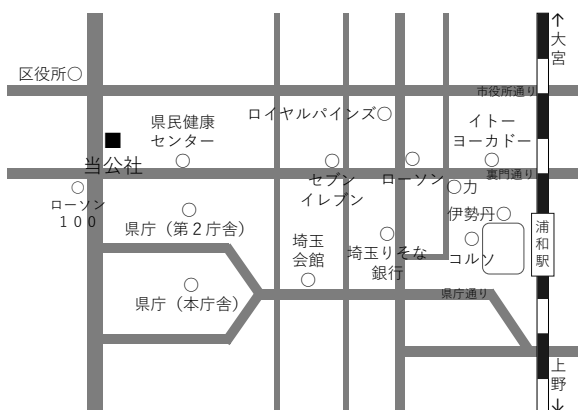 ↑
大
宮
区役所○
市役所通り
ロイヤルパインズ○
イトー
ヨーカドー
○
県民健康
センター
○
■
当公社
○
セブン
イレブン
○
ローソン
裏門通り
○
ローソン
１００
○力
伊勢丹○
○
県庁（第２庁舎）
○
コルソ
浦
和
駅
埼玉
会館
○
○
埼玉りそな
銀行
○
県庁（本庁舎）
県庁通り
上
野
↓